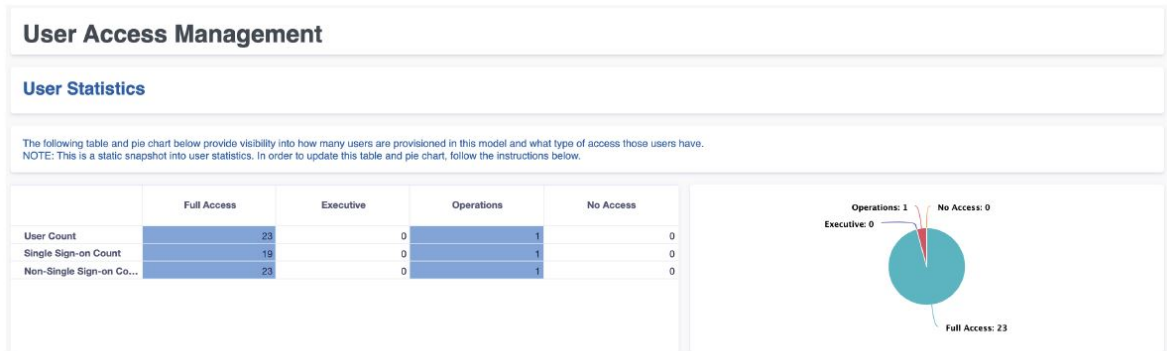 User Access Management
User Statistics
The following table and pie chart below provide visibility into how many users are provisioned in this model and what type of access those users have.
NOTE: This is a static snapshot into user statistics. In order to update this table and pie chart, follow the instructions below.
Full Access Executive Operations No Access
User Count 23 0 1 0
Single Sign-on Count 19 0 1 0
Non-Single Sign-on Co... 23 0 1 0
Operations: 1 No Access: 0
Executive: 0
Full Access: 23